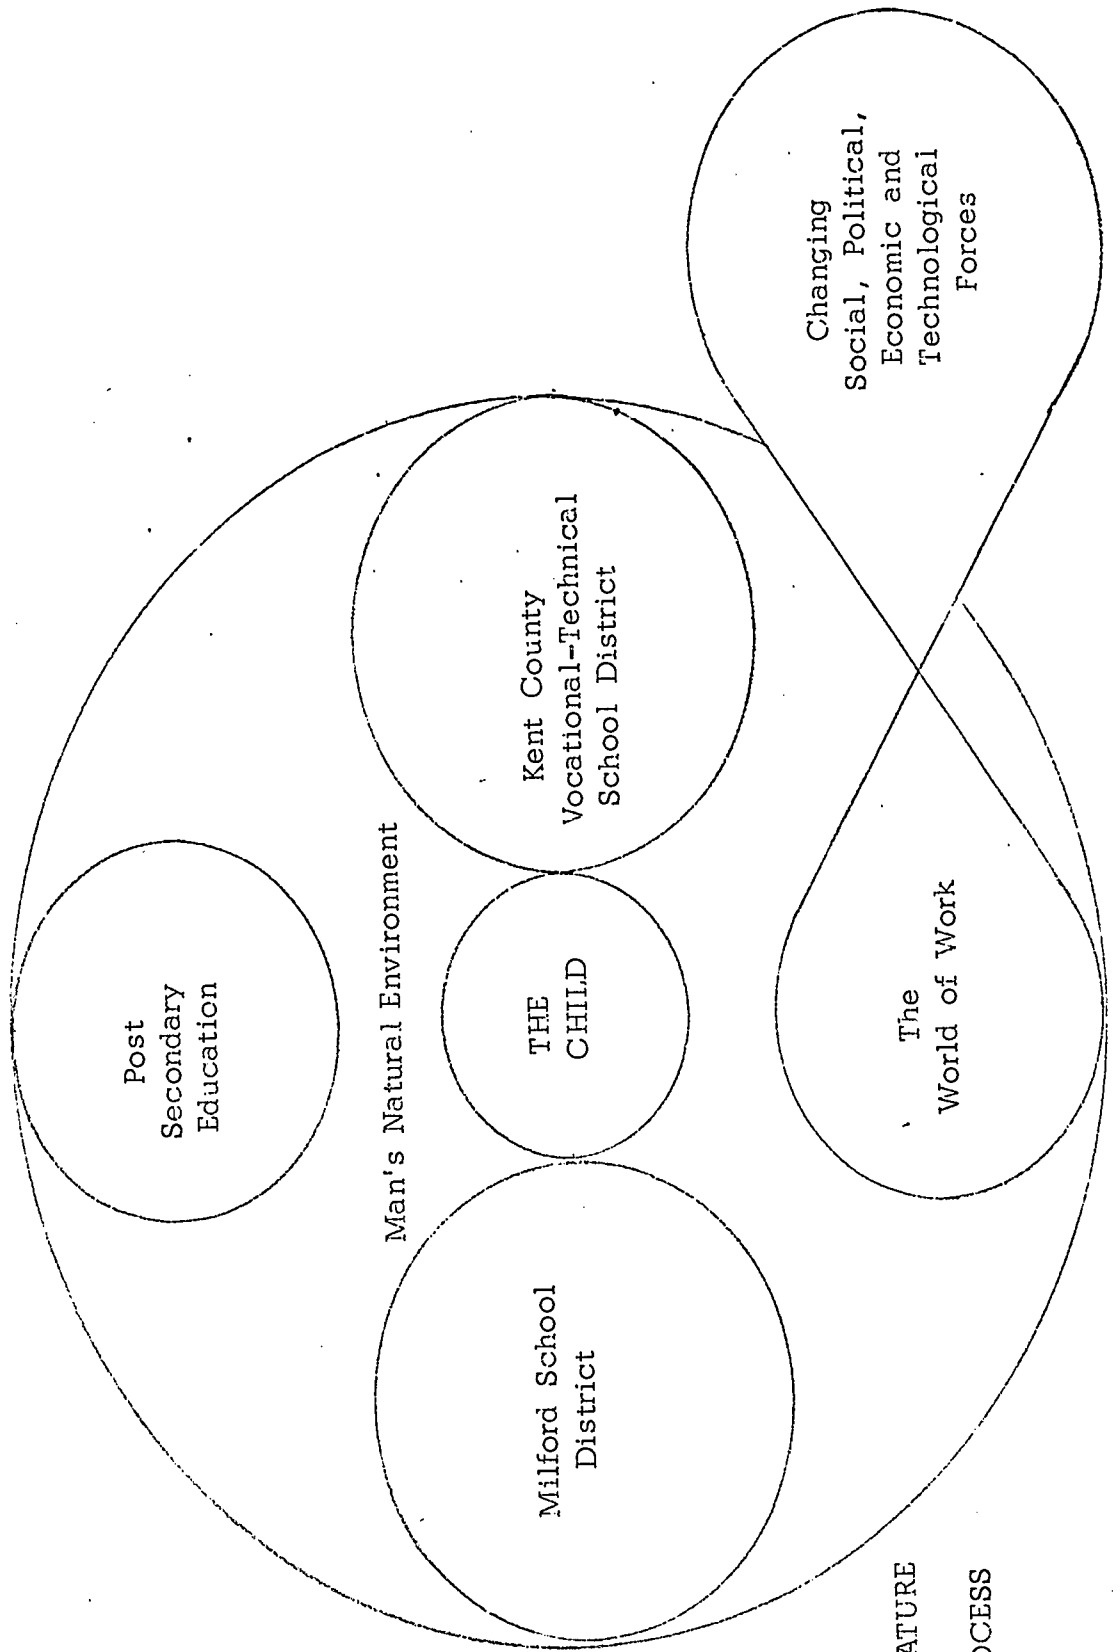 Post
Secondary
Education
Man's Natural Environment
Milford School
District
THE
CHILD
Kent County
Vocational-Technical
School District
The
World of Work
Changing
Social, Political,
Economic and
Technological
Forces
ATURE
OCESS